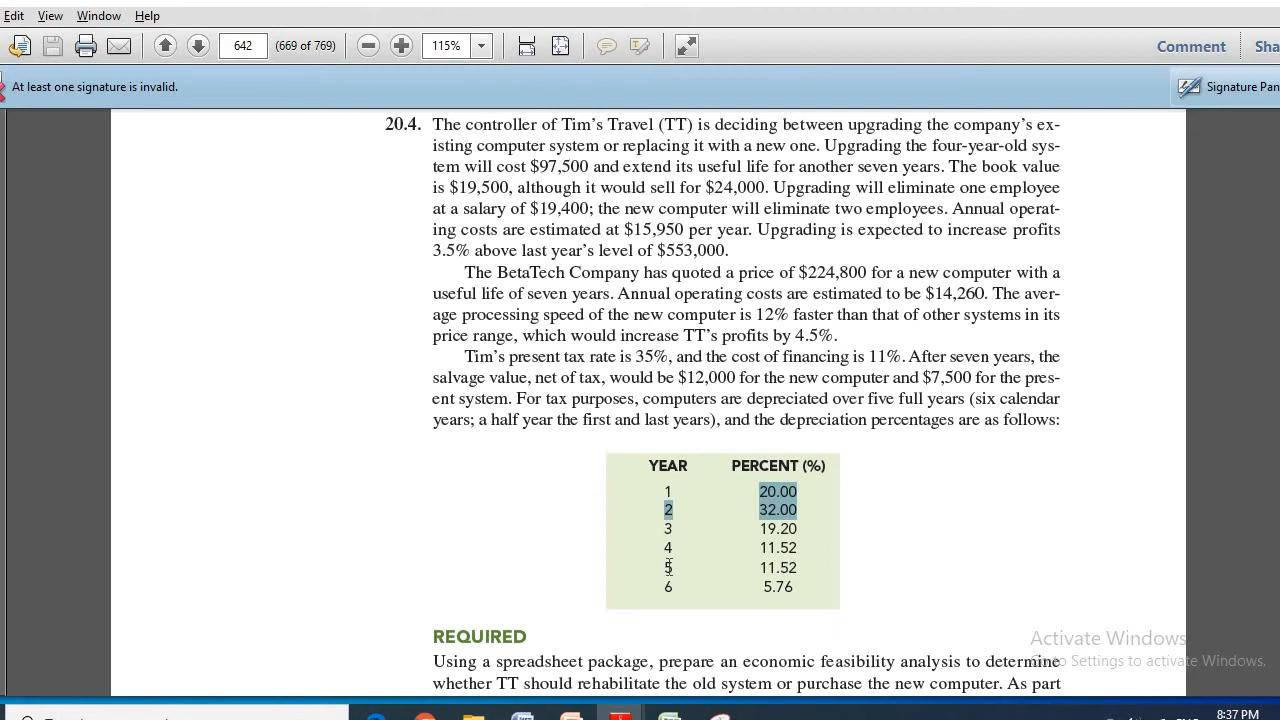 Edit View Window Help
642 (669 of 769) 115% Comment Sha
At least one signature is invalid. Signature Pan
20.4. The controller of Tim's Travel (TT) is deciding between upgrading the company's ex-
isting computer system or replacing it with a new one. Upgrading the four-year-old sys-
tem will cost $97,500 and extend its useful life for another seven years. The book value
is $19,500, although it would sell for $24,000. Upgrading will eliminate one employee
at a salary of $19,400; the new computer will eliminate two employees. Annual operat-
ing costs are estimated at $15,950 per year. Upgrading is expected to increase profits
3.5% above last year's level of $553,000.
The BetaTech Company has quoted a price of $224,800 for a new computer with a
useful life of seven years. Annual operating costs are estimated to be $14,260. The aver-
age processing speed of the new computer is 12% faster than that of other systems in its
price range, which would increase TT's profits by 4.5%.
Tim's present tax rate is 35%, and the cost of financing is 11%. After seven years, the
salvage value, net of tax, would be $12,000 for the new computer and $7,500 for the pres-
ent system. For tax purposes, computers are depreciated over five full years (six calendar
years; a half year the first and last years), and the depreciation percentages are as follows:
YEAR PERCENT (%)
1 20.00
2 32.00
3 19.20
4 11.52
5 11.52
6 5.76
REQUIRED
Using a spreadsheet package, prepare an economic feasibility analysis to determine
whether TT should rehabilitate the old system or purchase the new computer. As part
Activate Windows
Go to Settings to activate Windows.
8:37 PM